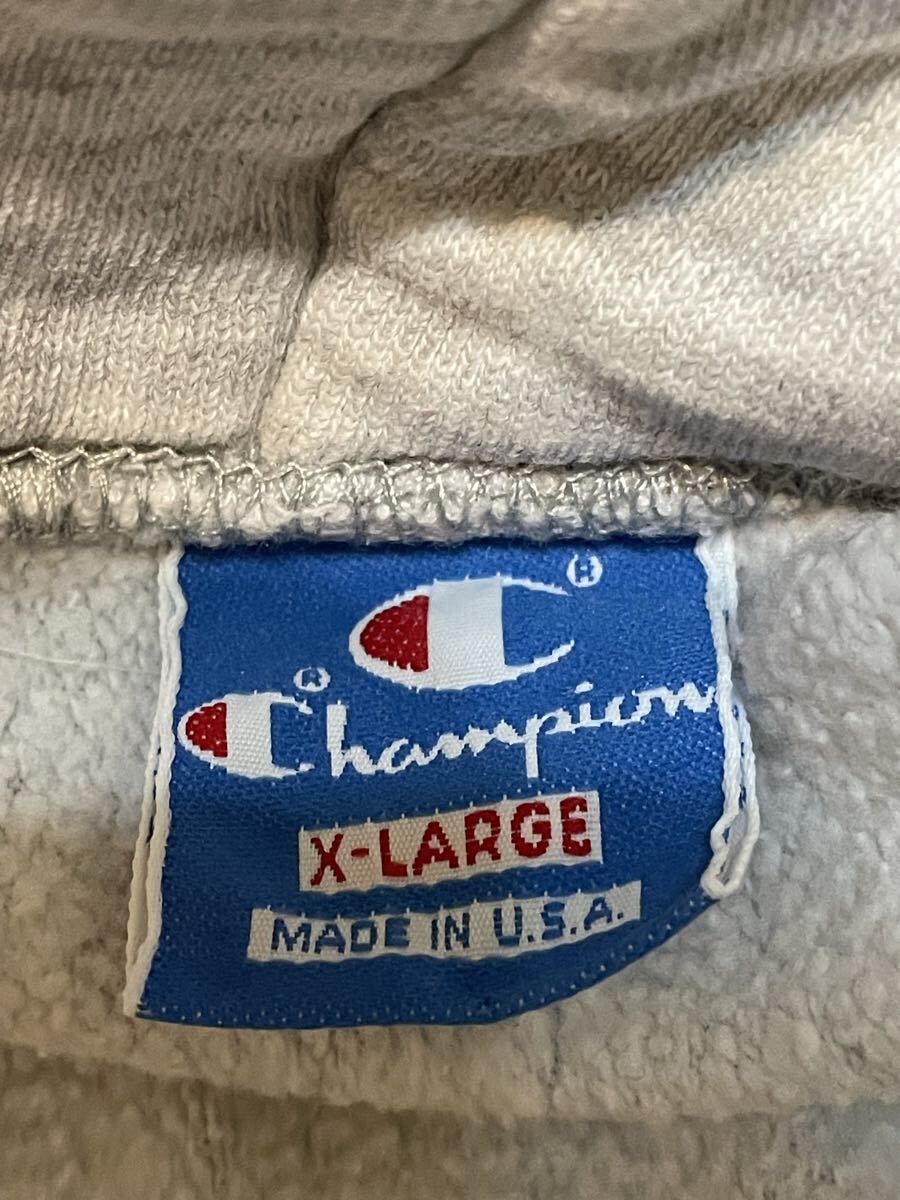 ®
® Champion
X-LARGE
MADE IN U.S.A.